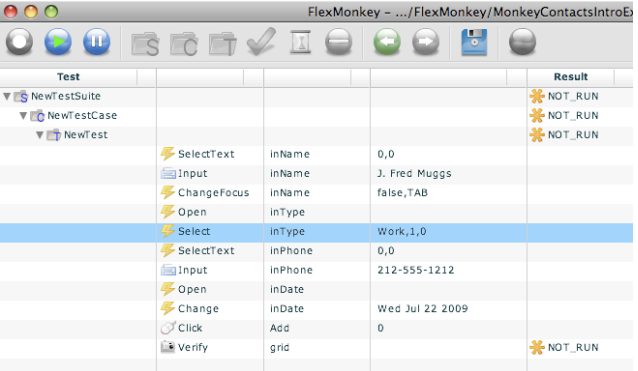 FlexMonkey - .../FlexMonkey/MonkeyContactsIntroEx
S C T
Test Result
NewTestSuite NOT_RUN
NewTestCase NOT_RUN
NewTest NOT_RUN
SelectText inName 0,0
Input inName J. Fred Muggs
ChangeFocus inName false,TAB
Open inType
Select inType Work,1,0
SelectText inPhone 0,0
Input inPhone 212-555-1212
Open inDate
Change inDate Wed Jul 22 2009
Click Add 0
Verify grid NOT_RUN